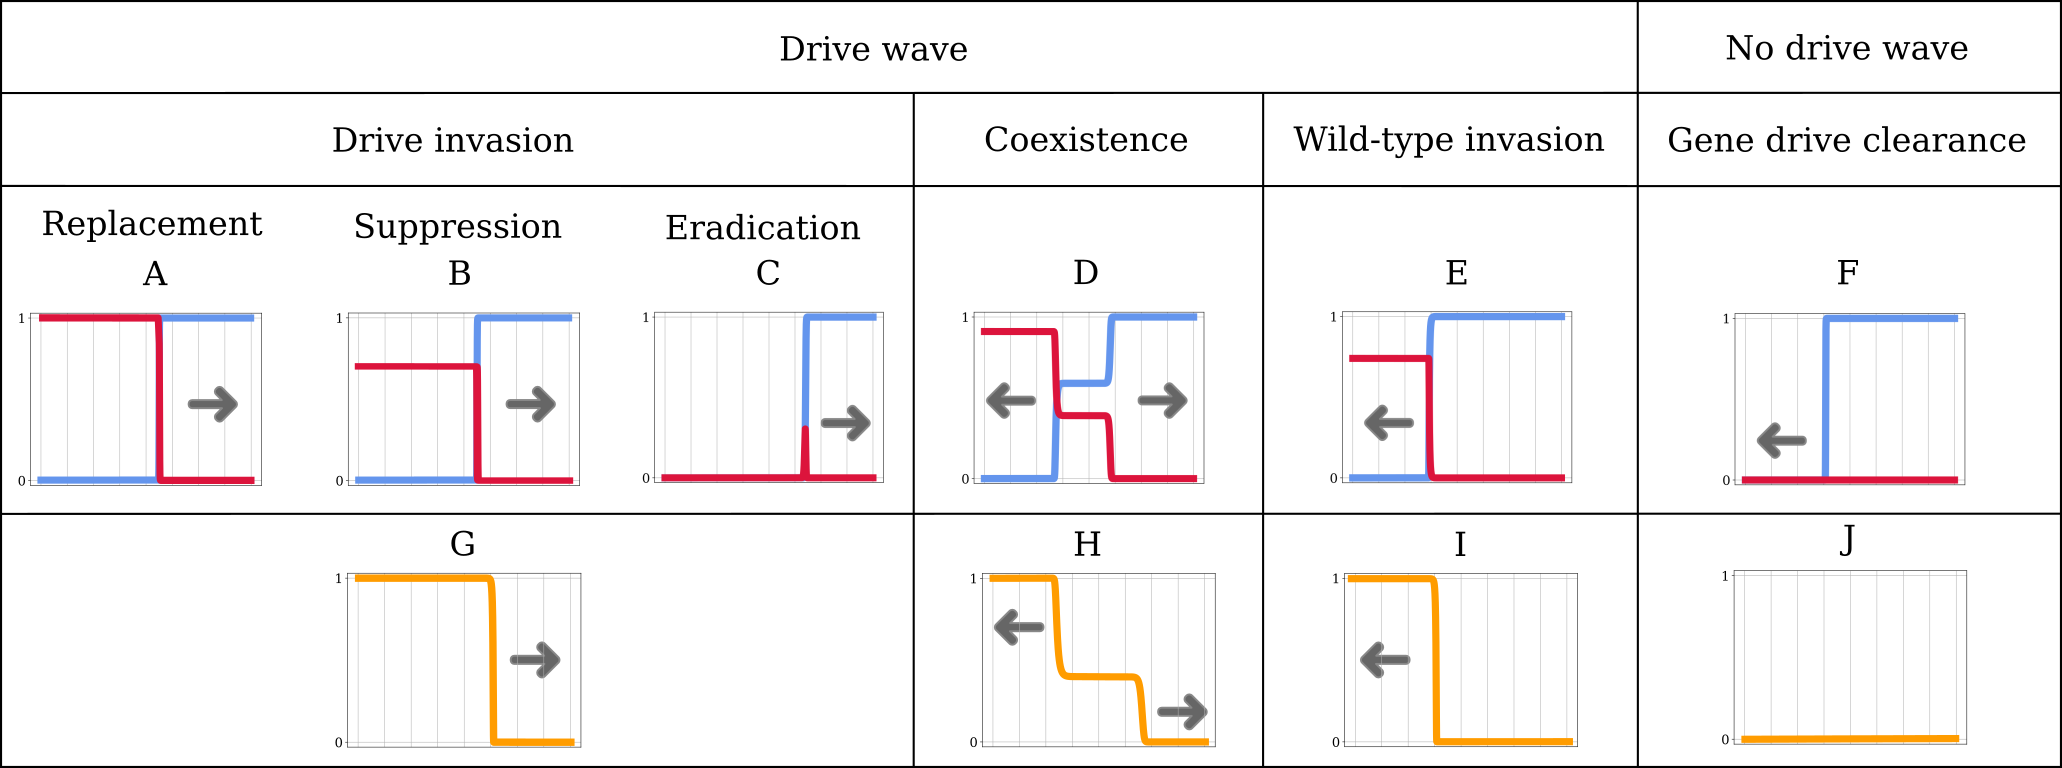 Drive wave
No drive wave
Drive invasion
Coexistence
Wild-type invasion
Gene drive clearance
Replacement
Suppression
Eradication
A
B
C
D
E
F
1
0
1
0
1
0
1
0
1
0
1
0
G
H
I
J
1
0
1
0
1
0
1
0